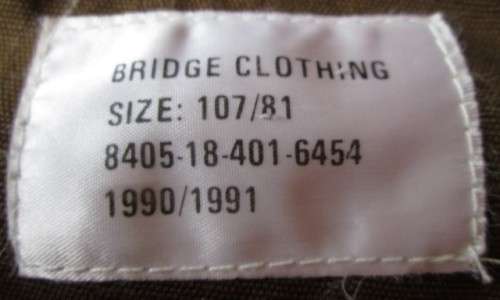 BRIDGE CLOTHING
SIZE: 107/81
8405-18-401-6454
1990/1991